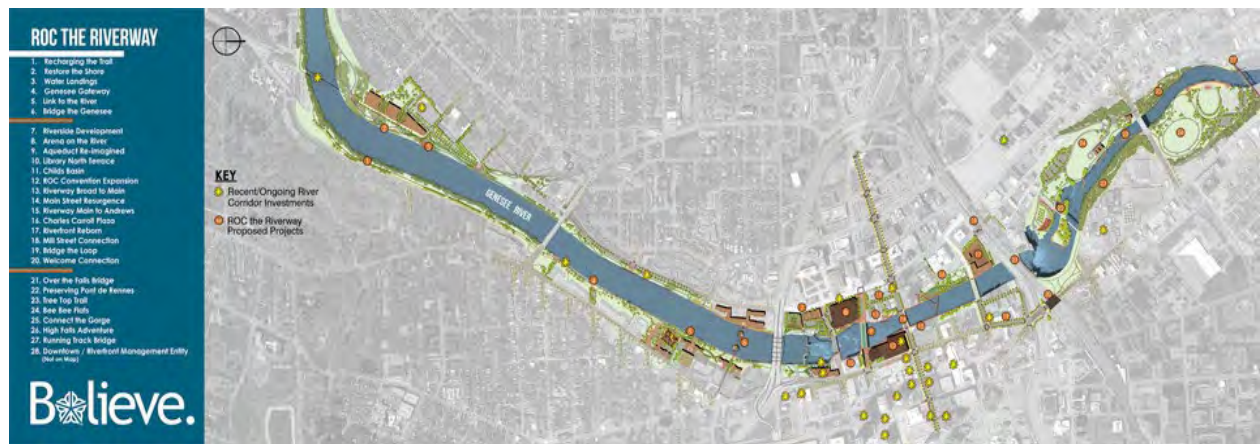 ROC THE RIVERWAY
1. Recharging the Trail
2. Restore the Shore
3. Water Landings
4. Genesee Gateway
5. Link to the River
6. Bridge the Genesee
7. Riverside Development
8. Arena on the River
9. Aqueduct Re-imagined
10. Library North Terrace
11. Childs Basin
12. ROC Convention Expansion
13. Riverway Broad to Main
14. Main Street Resurgence
15. Riverway Main to Andrews
16. Charles Carroll Plaza
17. Riverfront Reborn
18. Mill Street Connection
19. Bridge the Loop
20. Welcome Connection
21. Over the Falls Bridge
22. Preserving Pont de Rennes
23. Tree Top Trail
24. Bee Bee Flats
25. Connect the Gorge
26. High Falls Adventure
27. Running Track Bridge
28. Downtown / Riverfront Management Entity
(Not on Map)
B lieve.
KEY
Recent/Ongoing River
Corridor Investments
ROC the Riverway
Proposed Projects
GENESEE RIVER